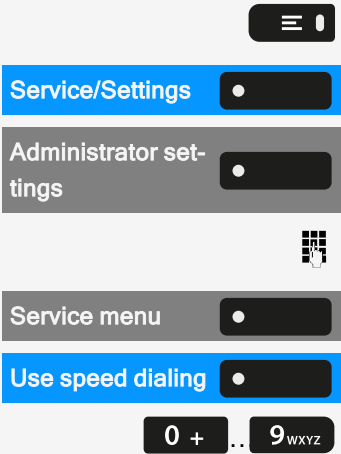 Service/Settings
Administrator set-
tings
Service menu
Use speed dialing
0 + ... 9 WXYZ